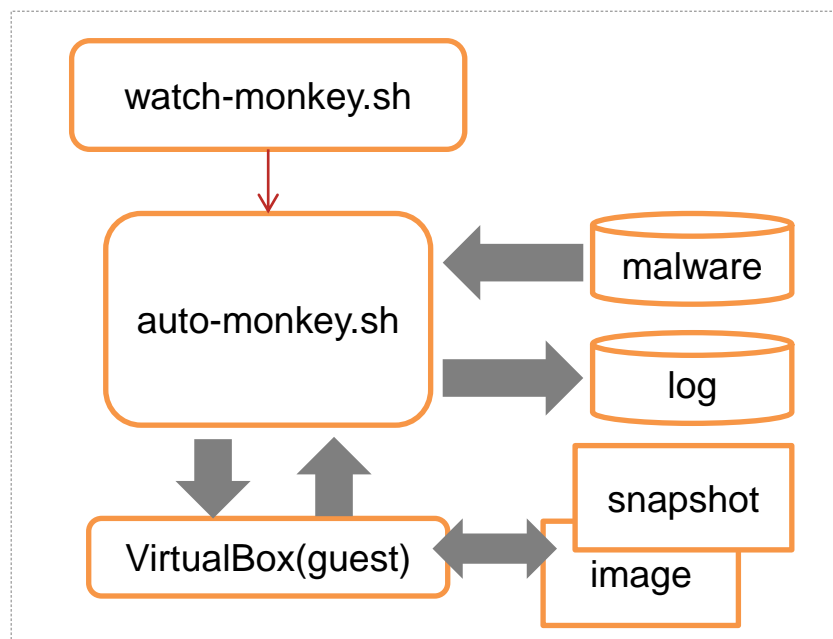 watch-monkey.sh
malware
auto-monkey.sh
log
snapshot
VirtualBox(guest)
image